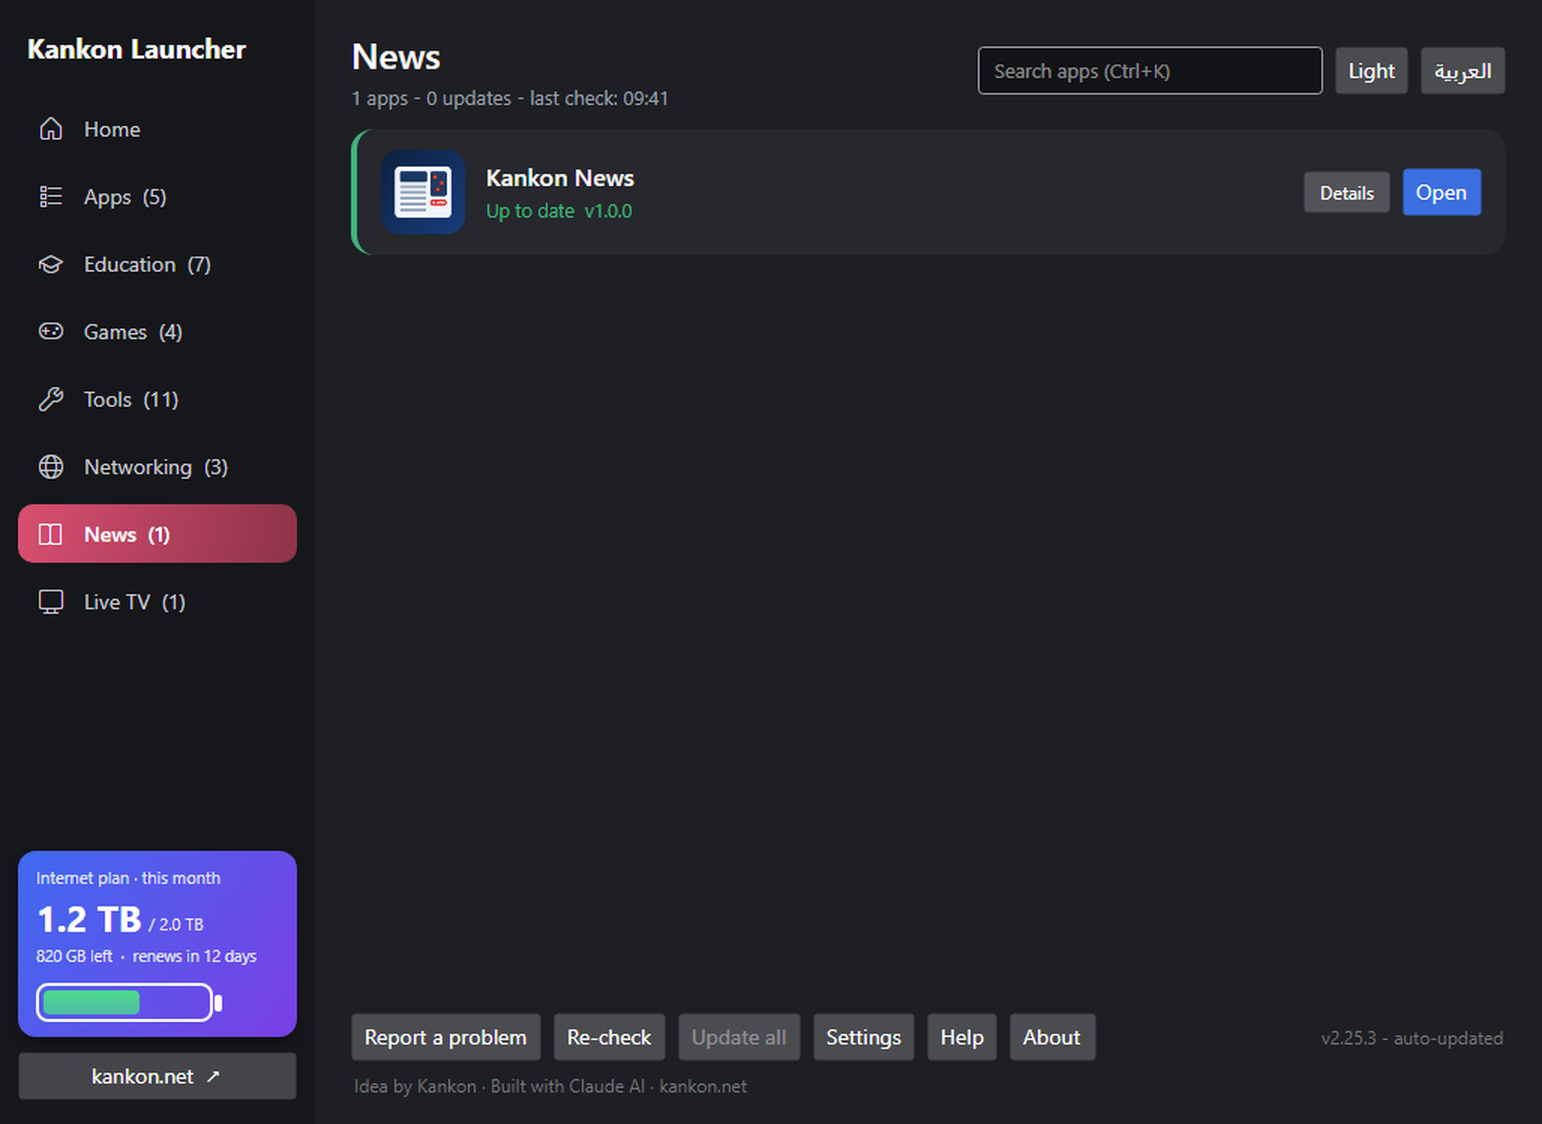 Kankon Launcher
Home
Apps (5)
Education (7)
Games (4)
Tools (11)
Networking (3)
News (1)
Live TV (1)
Internet plan · this month
1.2 TB / 2.0 TB
820 GB left · renews in 12 days
kankon.net ↗
News
1 apps - 0 updates - last check: 09:41
Search apps (Ctrl+K)
Light
العربية
Kankon News
Up to date v1.0.0
Details
Open
Report a problem
Re-check
Update all
Settings
Help
About
v2.25.3 - auto-updated
Idea by Kankon · Built with Claude AI · kankon.net